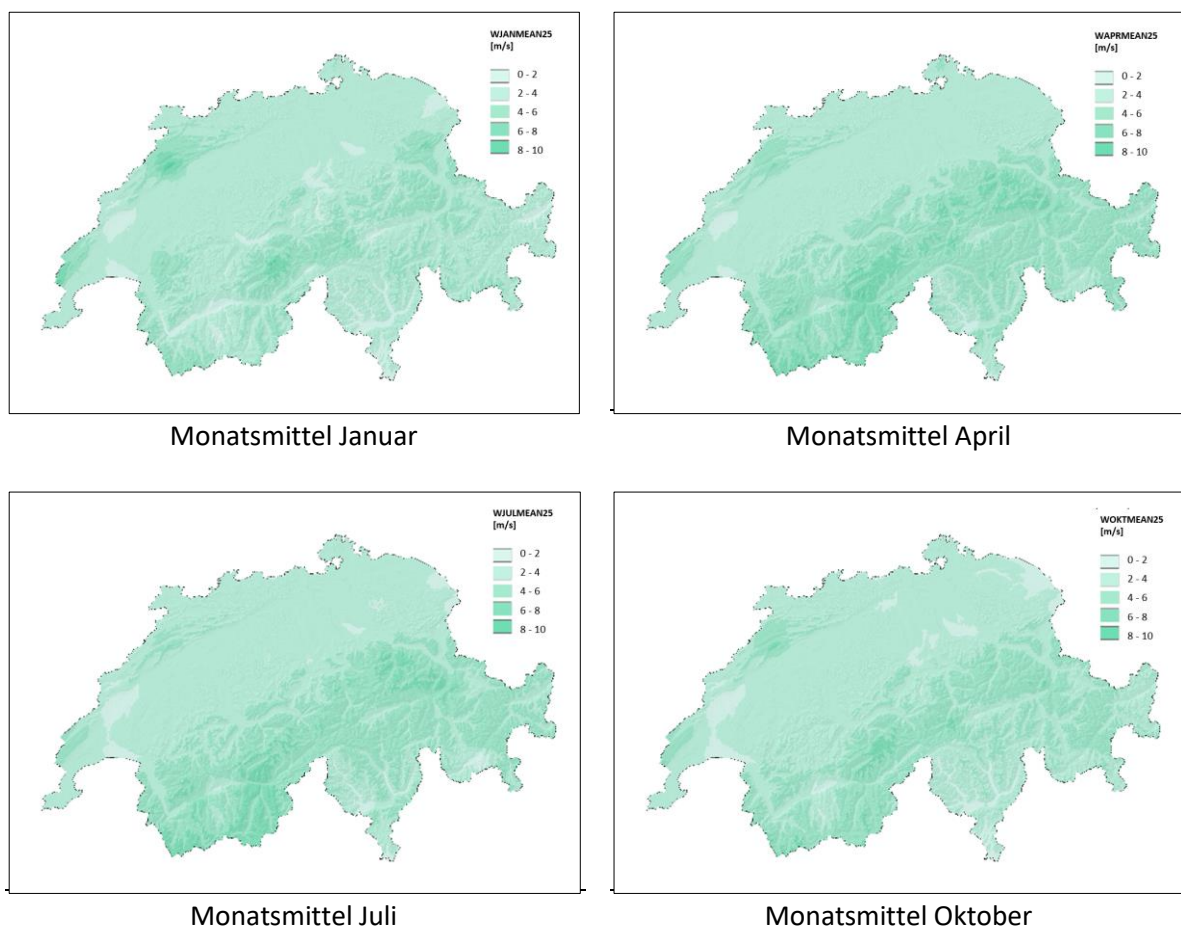 WJANMEAN25
[m/s]
0 - 2
2 - 4
4 - 6
6 - 8
8 - 10
Monatsmittel Januar
WAPRMEAN25
[m/s]
0 - 2
2 - 4
4 - 6
6 - 8
8 - 10
Monatsmittel April
WJULMEAN25
[m/s]
0 - 2
2 - 4
4 - 6
6 - 8
8 - 10
Monatsmittel Juli
WOKTMEAN25
[m/s]
0 - 2
2 - 4
4 - 6
6 - 8
8 - 10
Monatsmittel Oktober